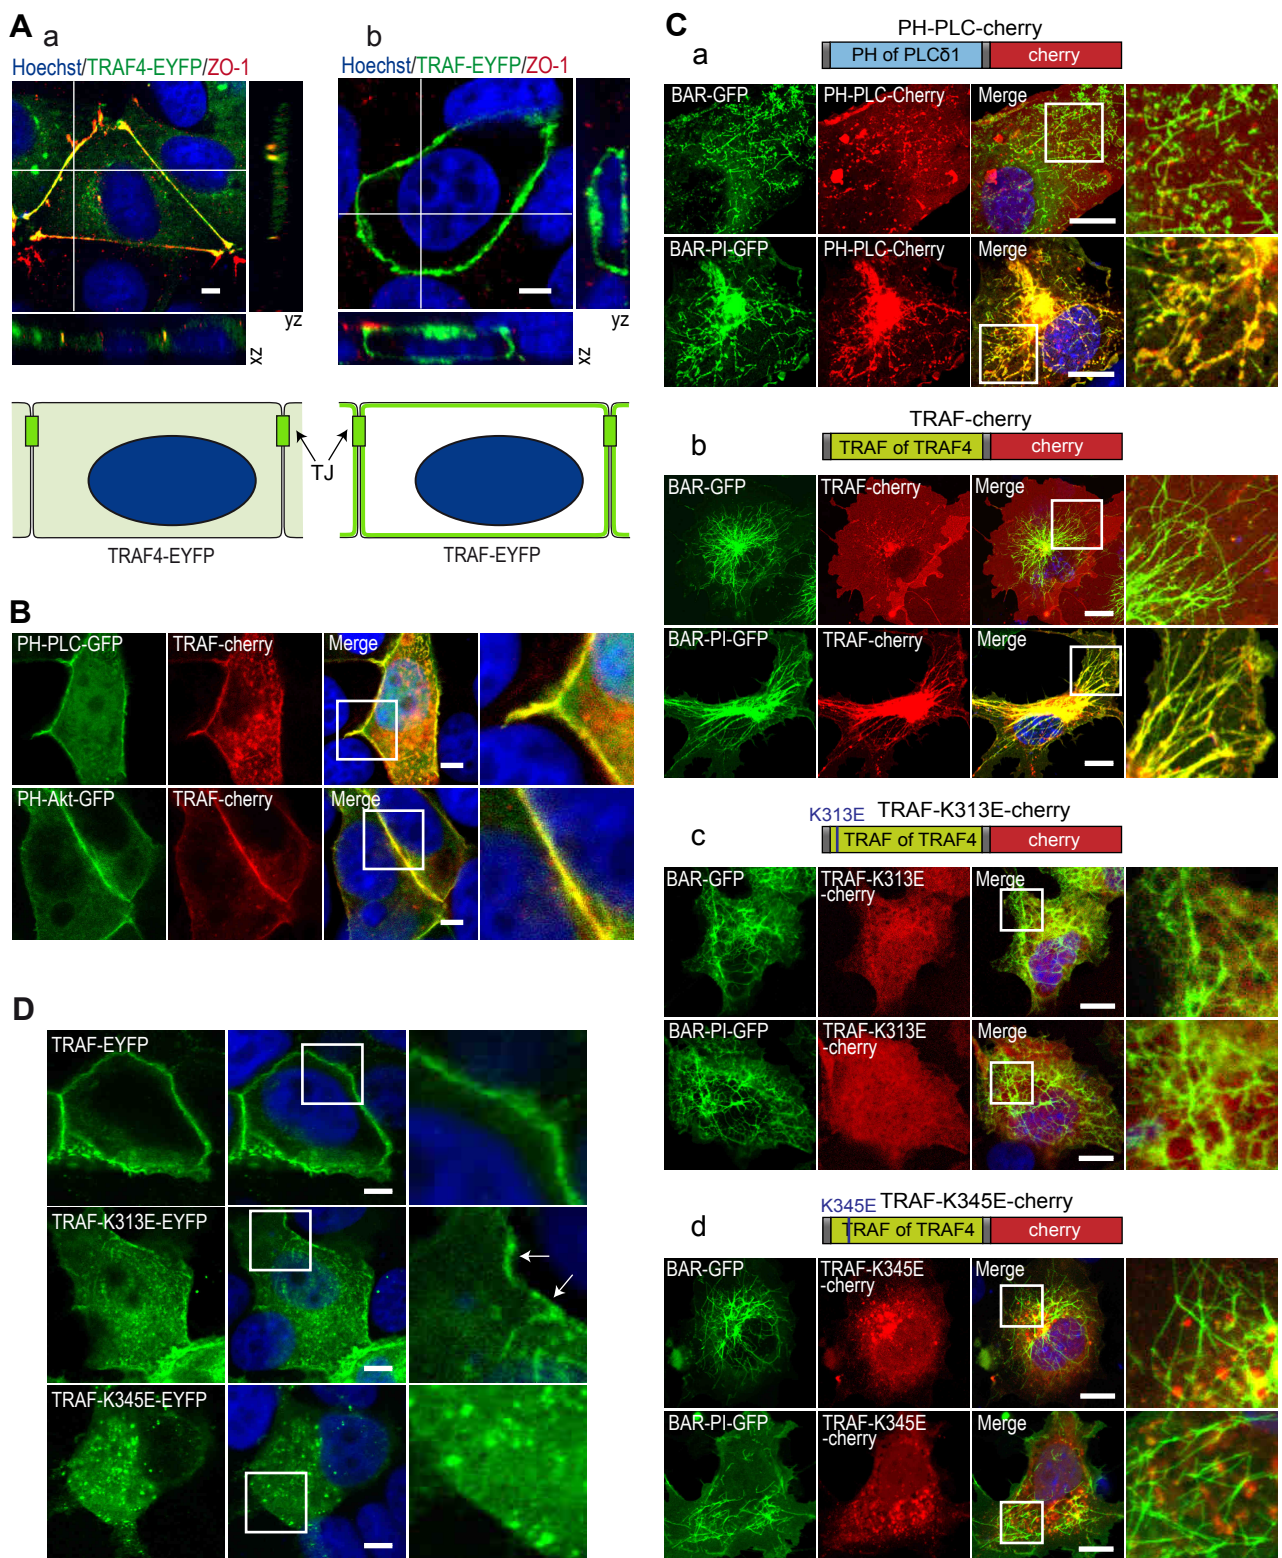 A
a
b
Hoechst/TRAF4-EYFP/ZO-1
Hoechst/TRAF-EYFP/ZO-1
yz
xz
yz
xz
TJ
TRAF4-EYFP
TRAF-EYFP
B
PH-PLC-GFP
TRAF-cherry
Merge
PH-Akt-GFP
TRAF-cherry
Merge
C
a
PH-PLC-cherry
PH of PLCδ1
cherry
BAR-GFP
PH-PLC-Cherry
Merge
BAR-PI-GFP
PH-PLC-Cherry
Merge
b
TRAF-cherry
TRAF of TRAF4
cherry
BAR-GFP
TRAF-cherry
Merge
BAR-PI-GFP
TRAF-cherry
Merge
c
K313E
TRAF-K313E-cherry
TRAF of TRAF4
cherry
BAR-GFP
TRAF-K313E
-cherry
Merge
BAR-PI-GFP
TRAF-K313E
-cherry
Merge
d
K345E
TRAF-K345E-cherry
TRAF of TRAF4
cherry
BAR-GFP
TRAF-K345E
-cherry
Merge
BAR-PI-GFP
TRAF-K345E
-cherry
Merge
D
TRAF-EYFP
TRAF-K313E-EYFP
TRAF-K345E-EYFP